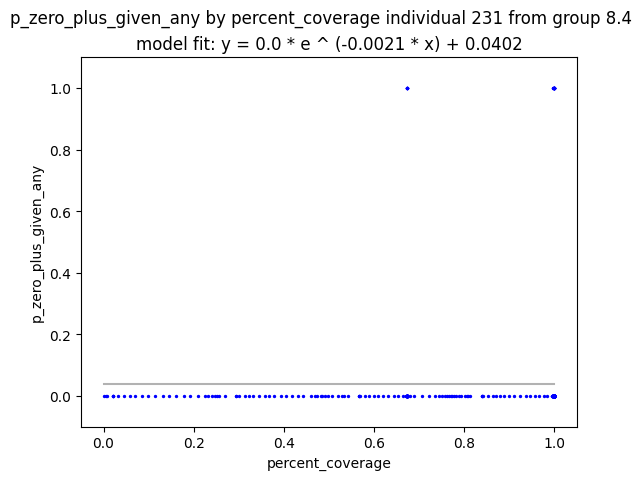 p_zero_plus_given_any by percent_coverage individual 231 from group 8.4
model fit: y = 0.0 * e ^ (-0.0021 * x) + 0.0402
1.0
0.8
0.6
0.4
0.2
0.0
p_zero_plus_given_any
0.0 0.2 0.4 0.6 0.8 1.0
percent_coverage